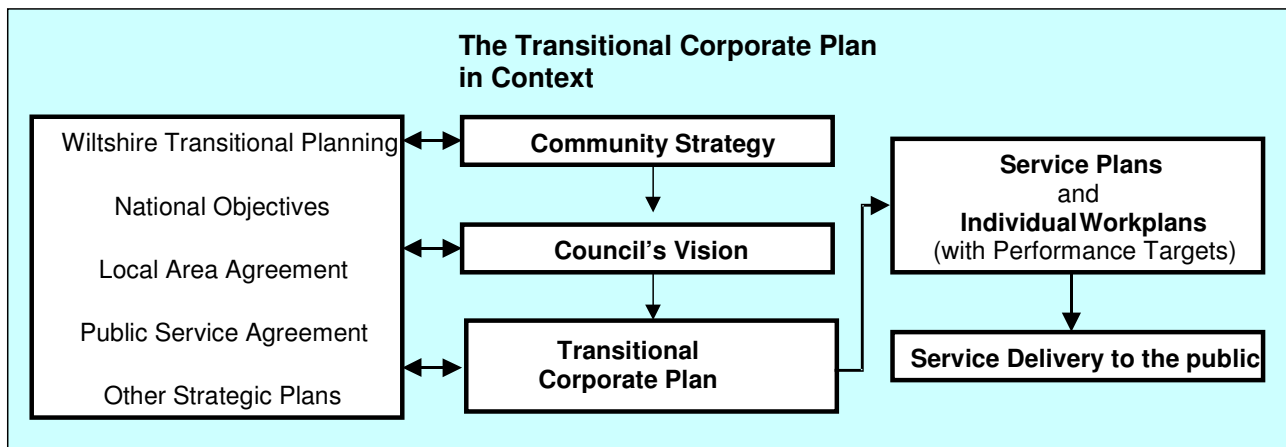 The Transitional Corporate Plan
in Context
Wiltshire Transitional Planning
National Objectives
Local Area Agreement
Public Service Agreement
Other Strategic Plans
Community Strategy
Council's Vision
Transitional
Corporate Plan
Service Plans
and
Individual Workplans
(with Performance Targets)
Service Delivery to the public